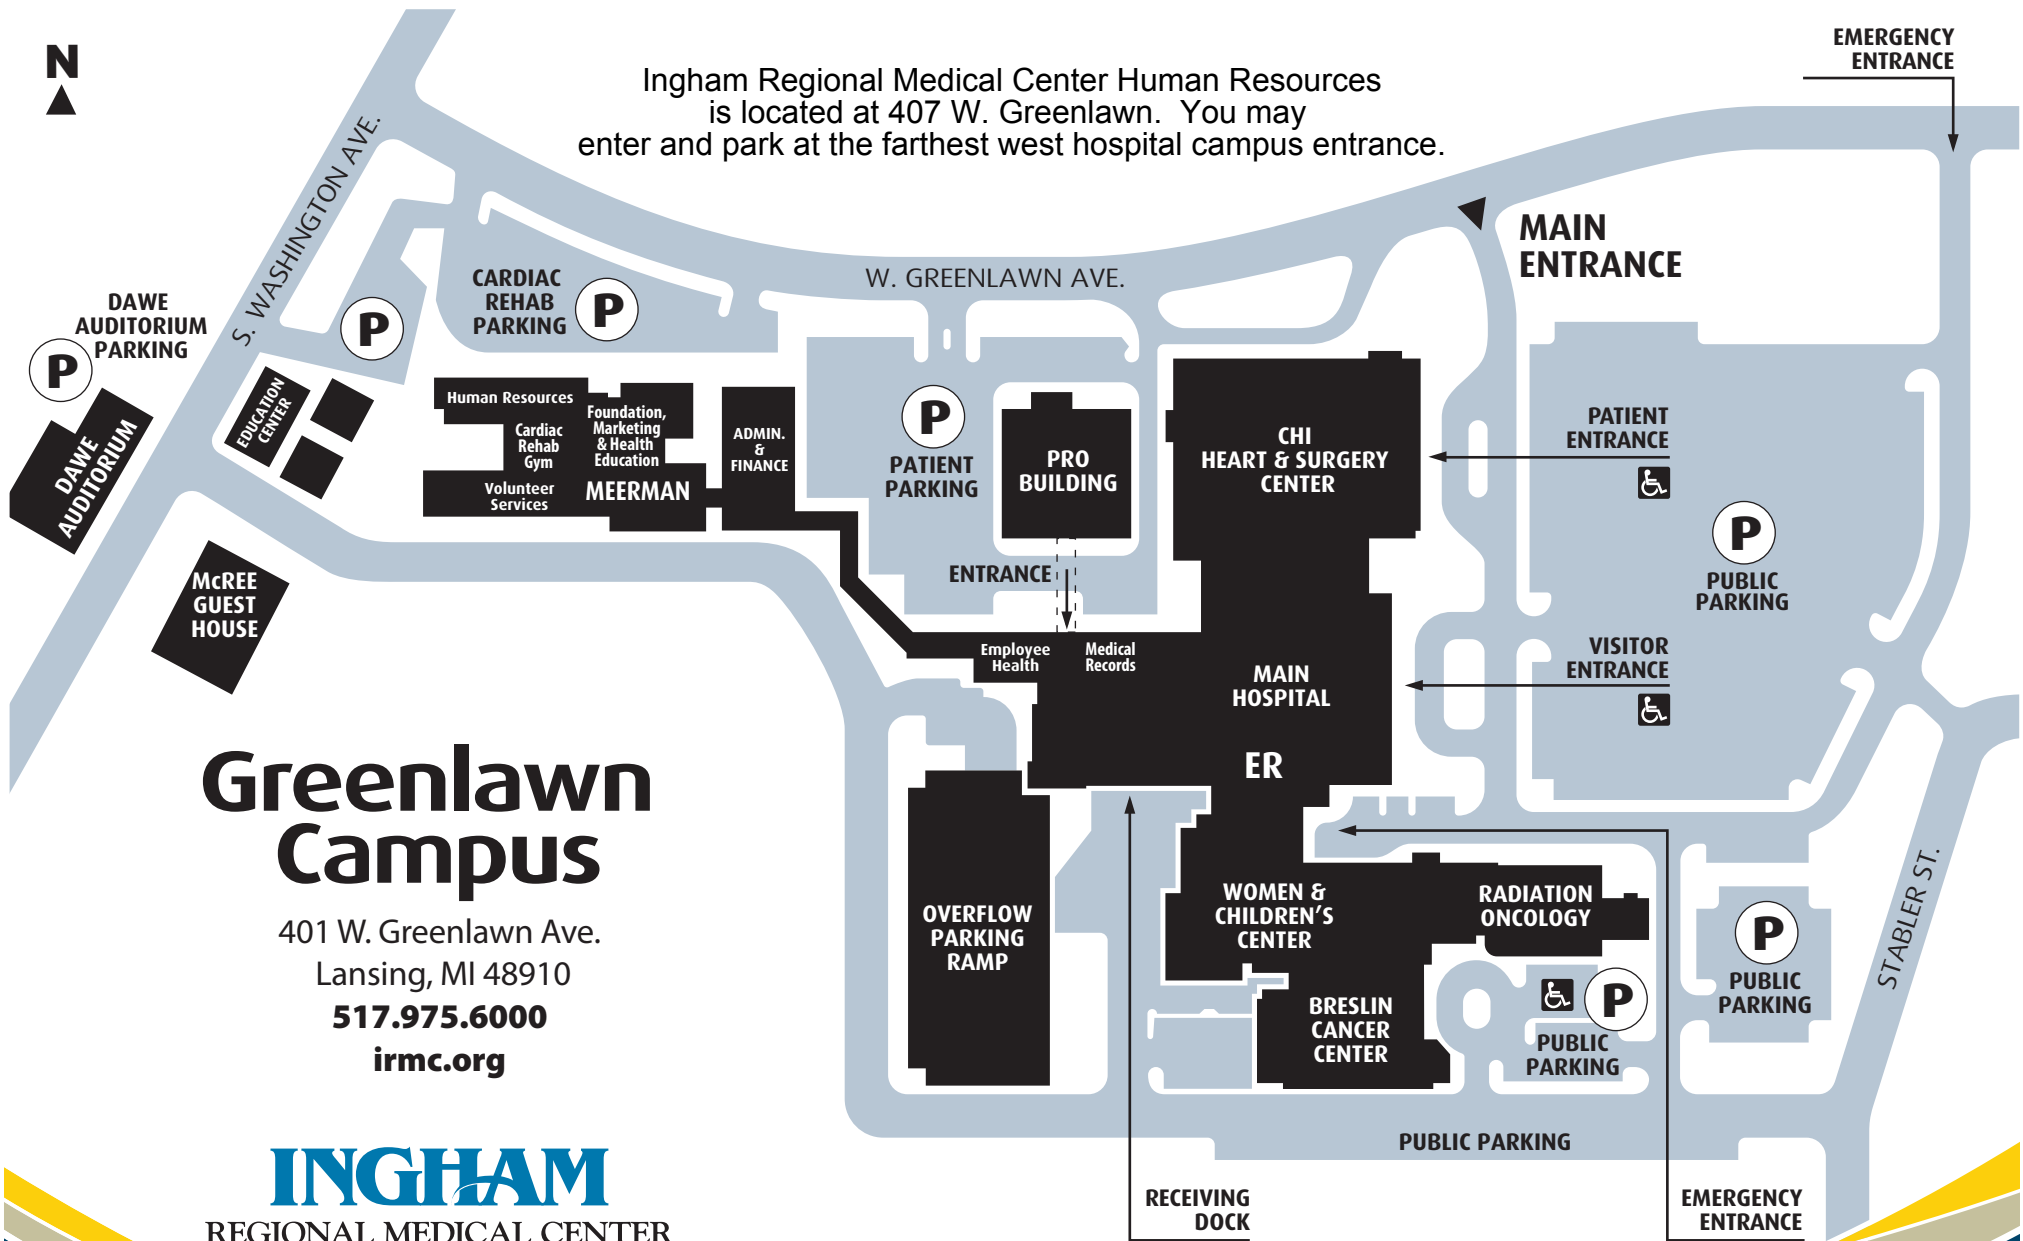 N
Ingham Regional Medical Center Human Resources
is located at 407 W. Greenlawn. You may
enter and park at the farthest west hospital campus entrance.
EMERGENCY
ENTRANCE
S. WASHINGTON AVE.
MAIN
ENTRANCE
W. GREENLAWN AVE.
DAWE
AUDITORIUM
PARKING
P
P
CARDIAC
REHAB
PARKING
P
DAWE
AUDITORIUM
EDUCATION
CENTER
Human Resources
Cardiac
Rehab
Gym
Foundation,
Marketing
& Health
Education
Volunteer
Services
MEERMAN
ADMIN.
&
FINANCE
P
PATIENT
PARKING
PRO
BUILDING
CHI
HEART & SURGERY
CENTER
PATIENT
ENTRANCE
P
PUBLIC
PARKING
McREE
GUEST
HOUSE
ENTRANCE
Employee
Health
Medical
Records
MAIN
HOSPITAL
VISITOR
ENTRANCE
ER
Greenlawn
Campus
401 W. Greenlawn Ave.
Lansing, MI 48910
517.975.6000
irmc.org
OVERFLOW
PARKING
RAMP
WOMEN &
CHILDREN'S
CENTER
RADIATION
ONCOLOGY
BRESLIN
CANCER
CENTER
P
PUBLIC
PARKING
P
PUBLIC
PARKING
STABLER ST.
PUBLIC PARKING
RECEIVING
DOCK
EMERGENCY
ENTRANCE
INGHAM
REGIONAL MEDICAL CENTER